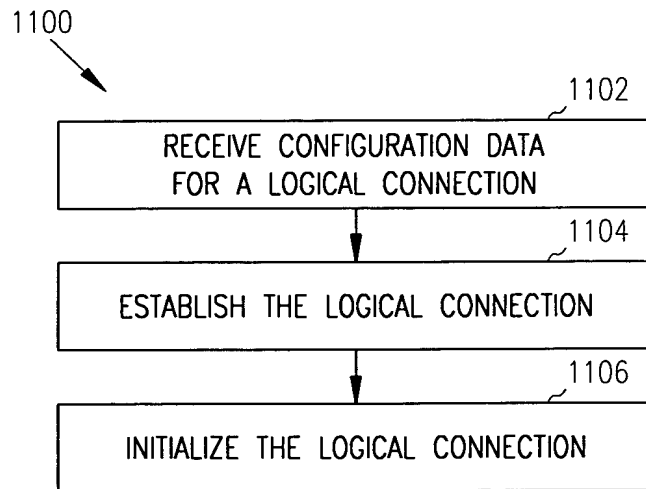 1100
1102
RECEIVE CONFIGURATION DATA
FOR A LOGICAL CONNECTION
1104
ESTABLISH THE LOGICAL CONNECTION
1106
INITIALIZE THE LOGICAL CONNECTION